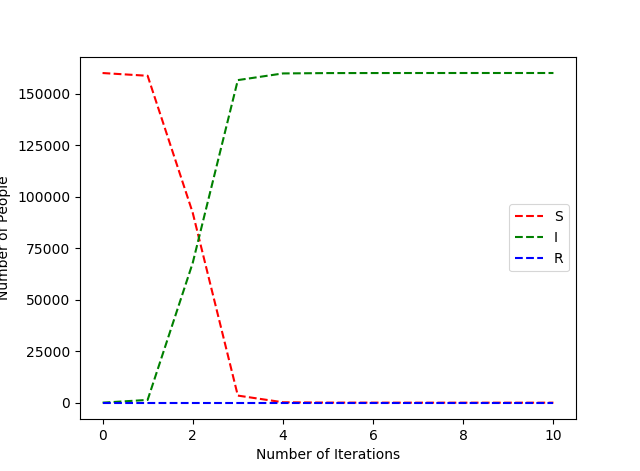 150000
125000
100000
75000
50000
25000
0
Number of People
S
I
R
0 2 4 6 8 10
Number of Iterations